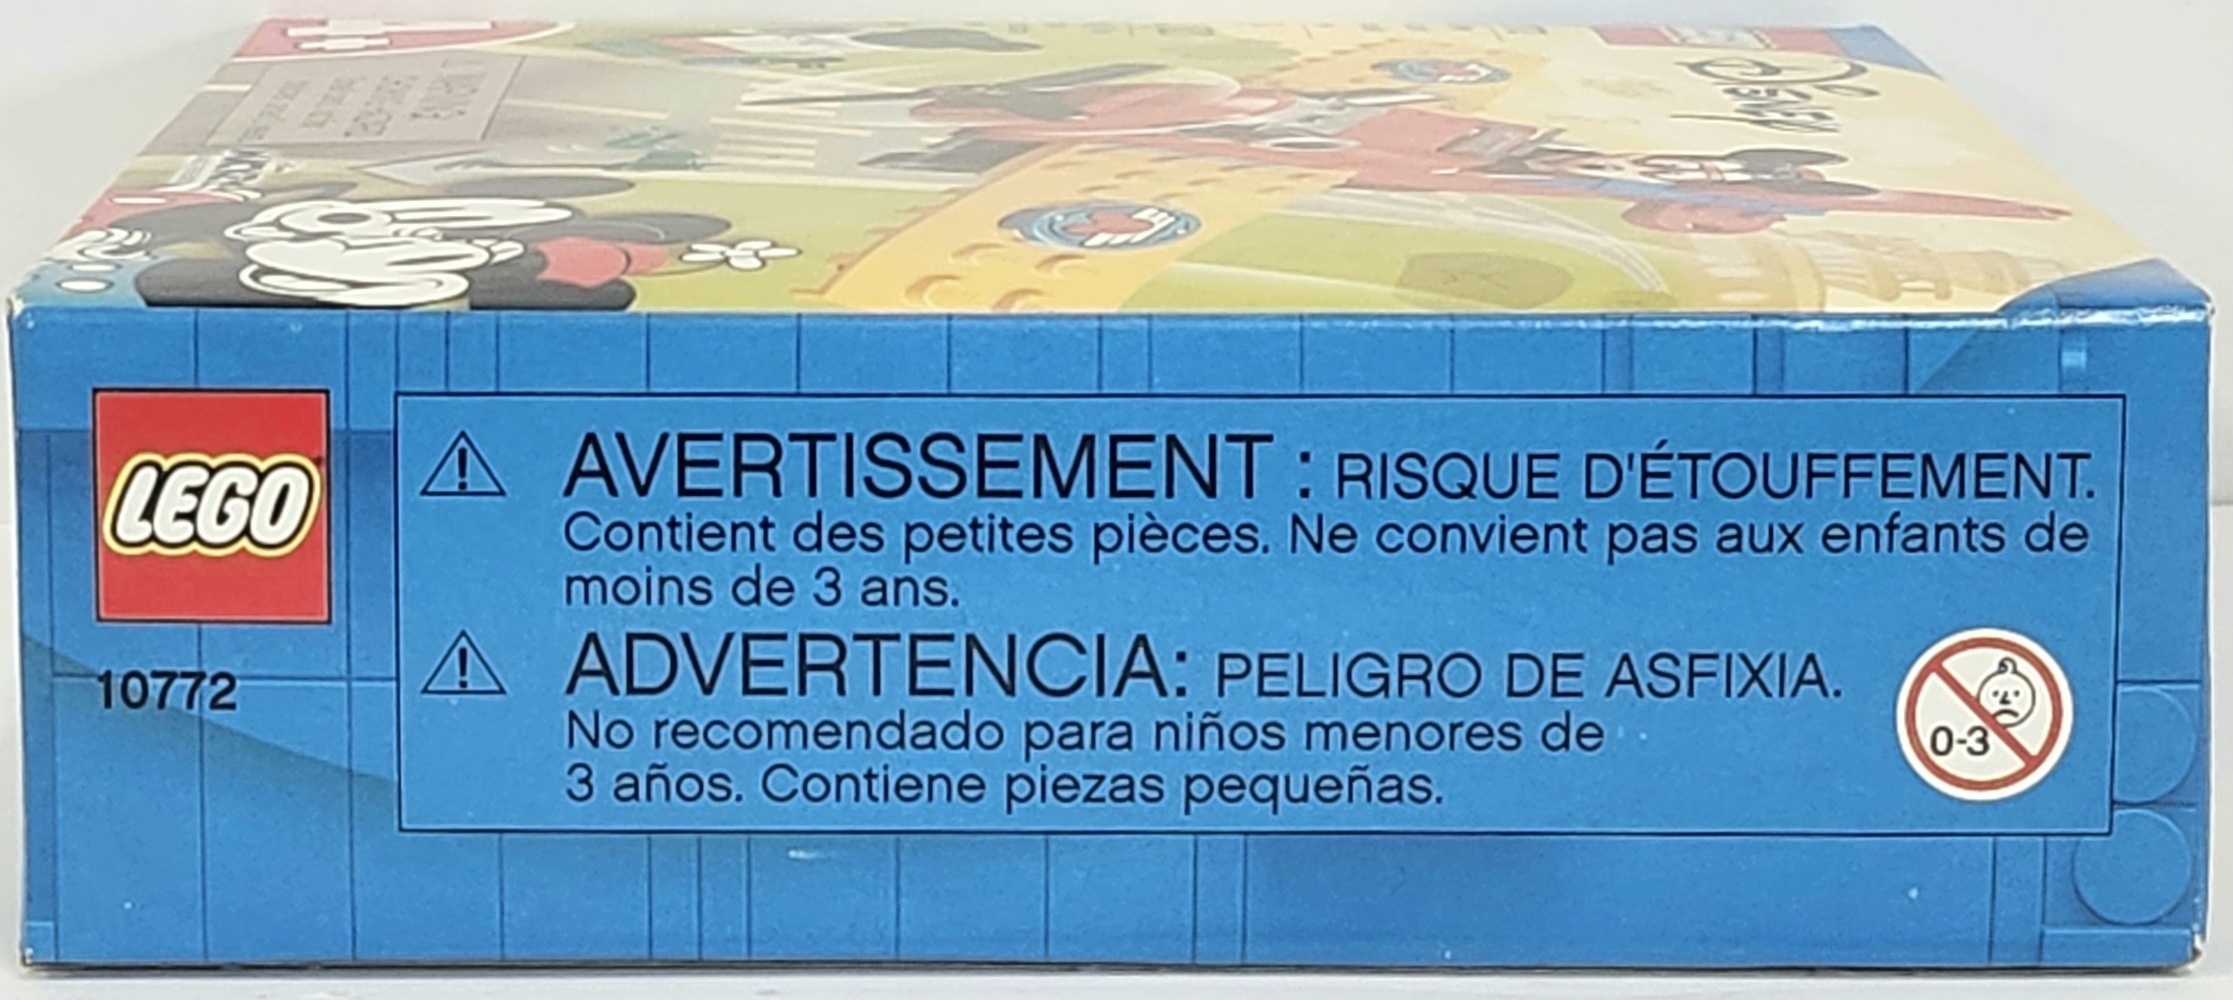 Disney
LEGO
10772
AVERTISSEMENT : RISQUE D'ÉTOUFFEMENT.
Contient des petites pièces. Ne convient pas aux enfants de
moins de 3 ans.
ADVERTENCIA: PELIGRO DE ASFIXIA.
No recomendado para niños menores de
3 años. Contiene piezas pequeñas.
0-3